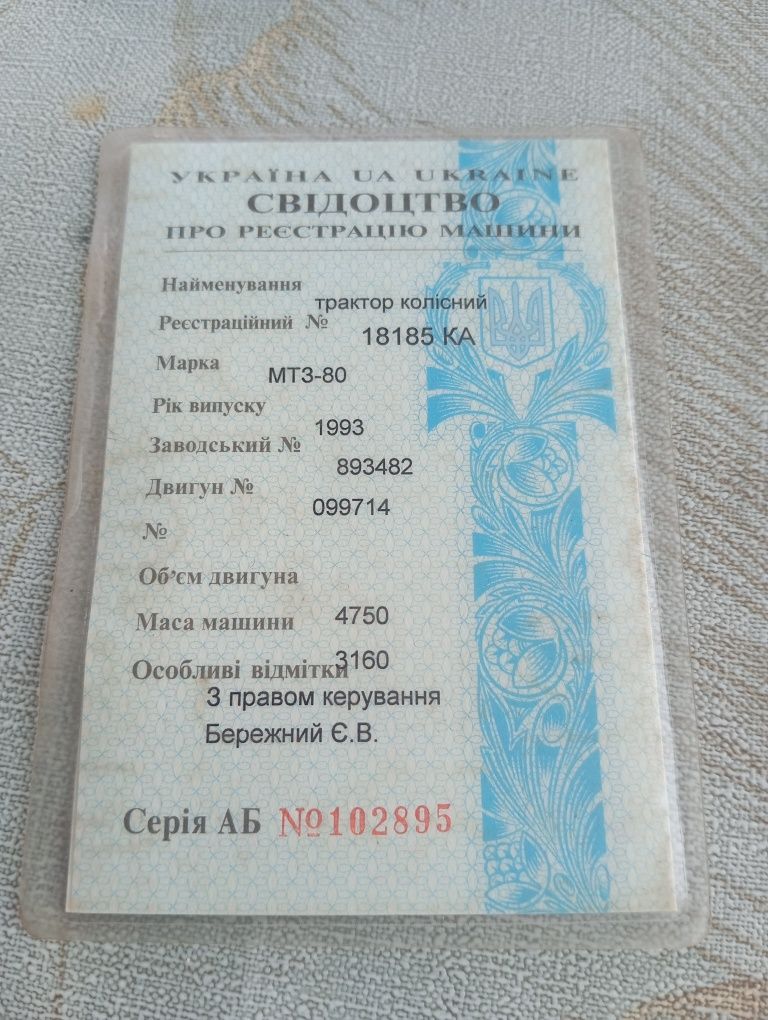 УКРАЇНА UA UKRAINE
СВІДОЦТВО
ПРО РЕЄСТРАЦІЮ МАШИНИ
Найменування
трактор колісний
Реєстраційний №
18185 КА
Марка
МТЗ-80
Рік випуску
1993
Заводський №
893482
Двигун №
099714
№
Об'єм двигуна
4750
Маса машини
3160
Особливі відмітки
З правом керування
Бережний Є.В.
Серія АБ №102895